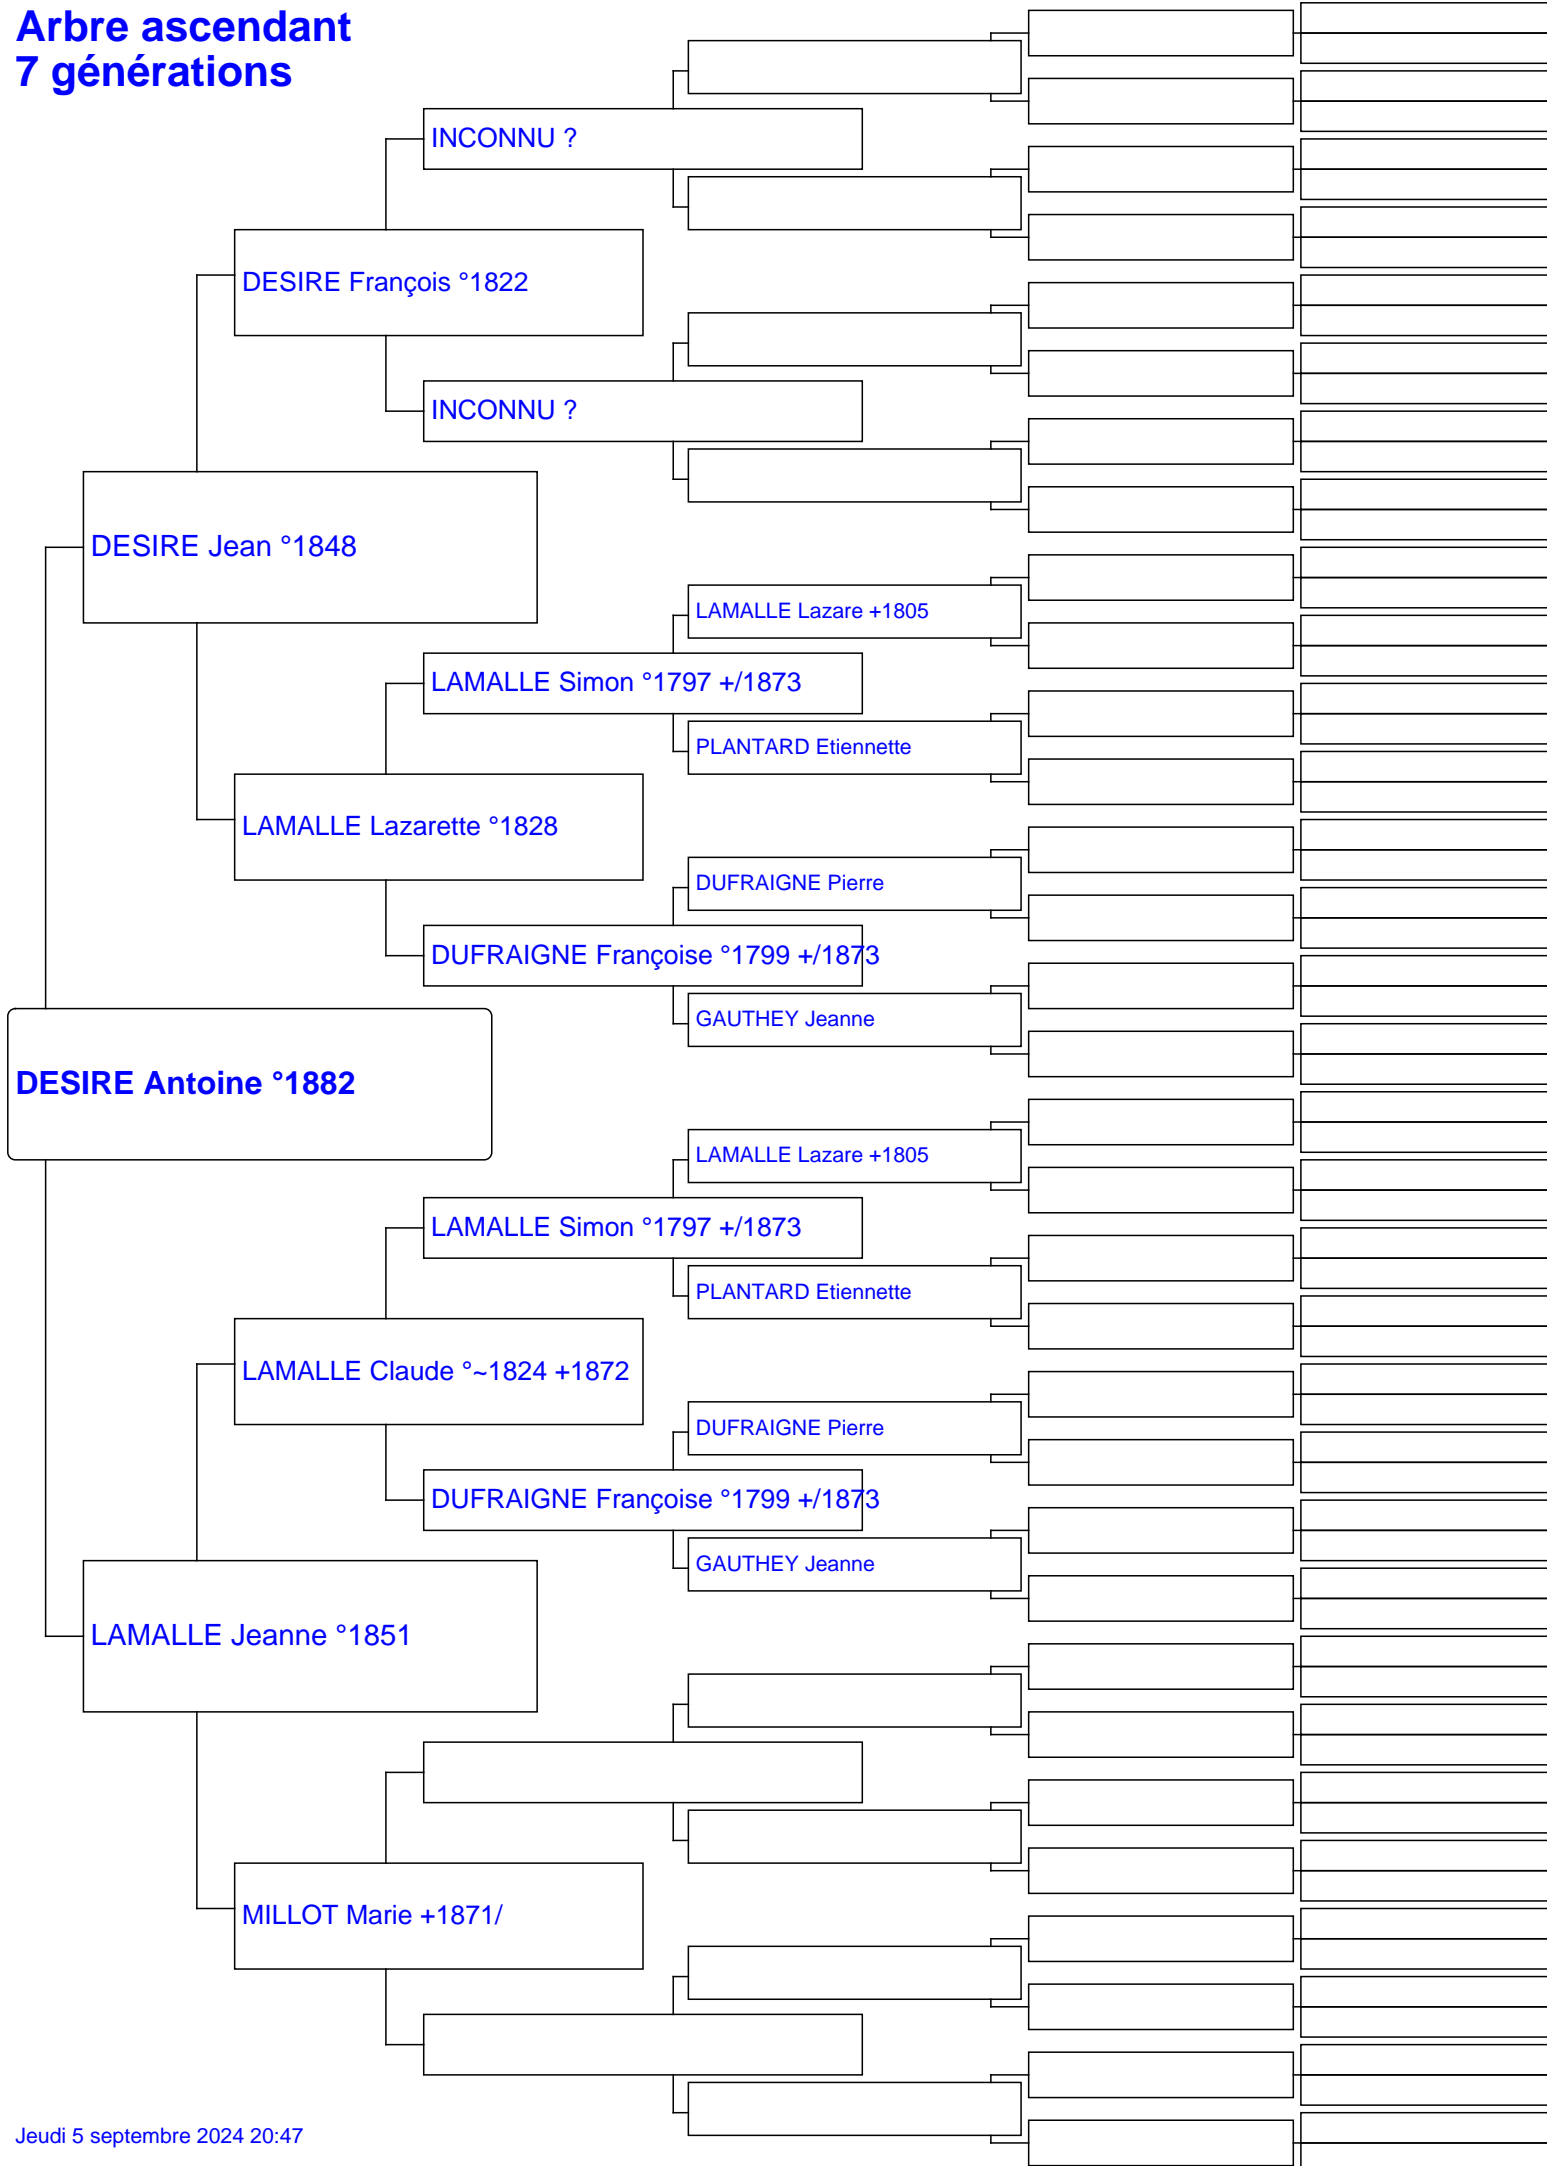 Arbre ascendant
7 générations
INCONNU ?
DESIRE François °1822
INCONNU ?
DESIRE Jean °1848
LAMALLE Lazare +1805
LAMALLE Simon °1797 +/1873
PLANTARD Etiennette
LAMALLE Lazarette °1828
DUFRAIGNE Pierre
DUFRAIGNE Françoise °1799 +/1873
GAUTHEY Jeanne
DESIRE Antoine °1882
LAMALLE Lazare +1805
LAMALLE Simon °1797 +/1873
PLANTARD Etiennette
LAMALLE Claude °~1824 +1872
DUFRAIGNE Pierre
DUFRAIGNE Françoise °1799 +/1873
GAUTHEY Jeanne
LAMALLE Jeanne °1851
MILLOT Marie +1871/
Jeudi 5 septembre 2024 20:47